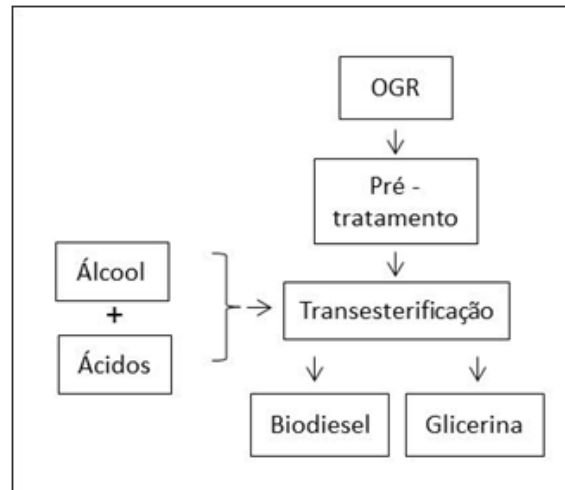 OGR
Pré -
tratamento
Álcool
+
Ácidos
Transesterificação
Biodiesel
Glicerina